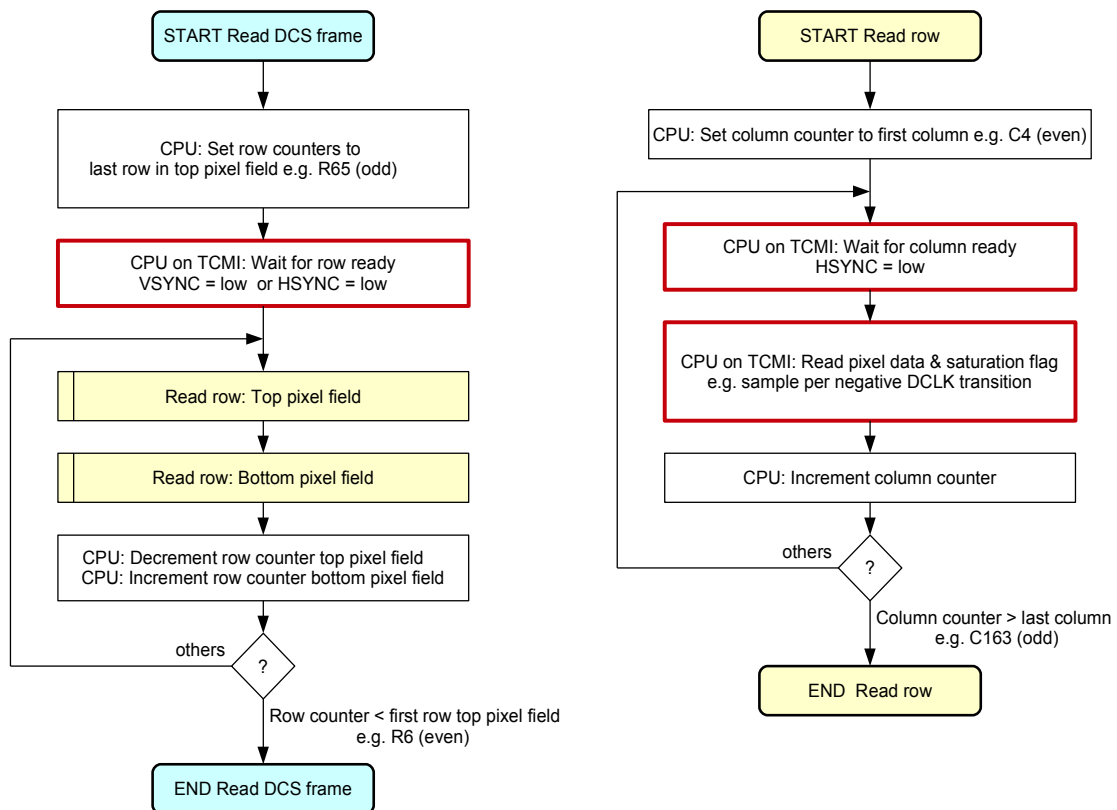 START Read DCS frame
CPU: Set row counters to
last row in top pixel field e.g. R65 (odd)
CPU on TCMI: Wait for row ready
VSYNC = low or HSYNC = low
Read row: Top pixel field
Read row: Bottom pixel field
CPU: Decrement row counter top pixel field
CPU: Increment row counter bottom pixel field
others
?
Row counter < first row top pixel field
e.g. R6 (even)
END Read DCS frame
START Read row
CPU: Set column counter to first column e.g. C4 (even)
CPU on TCMI: Wait for column ready
HSYNC = low
CPU on TCMI: Read pixel data & saturation flag
e.g. sample per negative DCLK transition
CPU: Increment column counter
others
?
Column counter > last column
e.g. C163 (odd)
END Read row